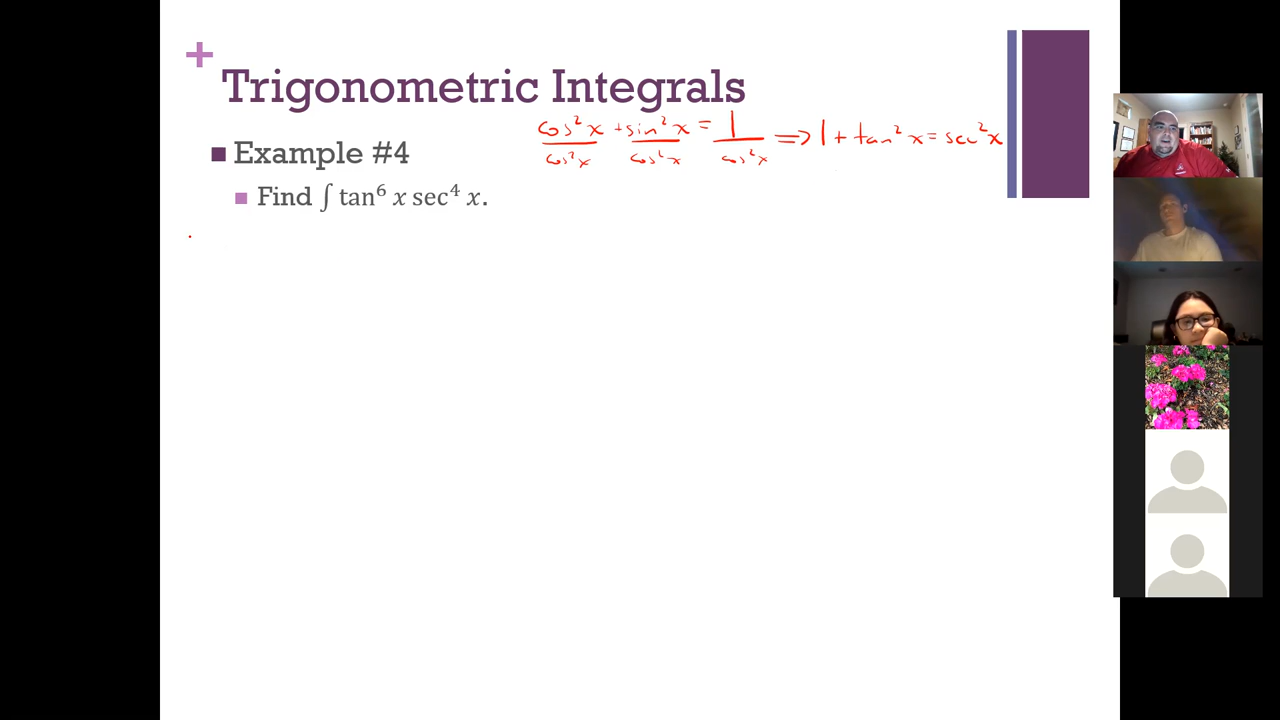 +
Trigonometric Integrals
cos²x/cos²x + sin²x/cos²x = 1/cos²x ⟹ 1 + tan²x = sec²x
■ Example #4
■ Find ∫ tan⁶ x sec⁴ x.